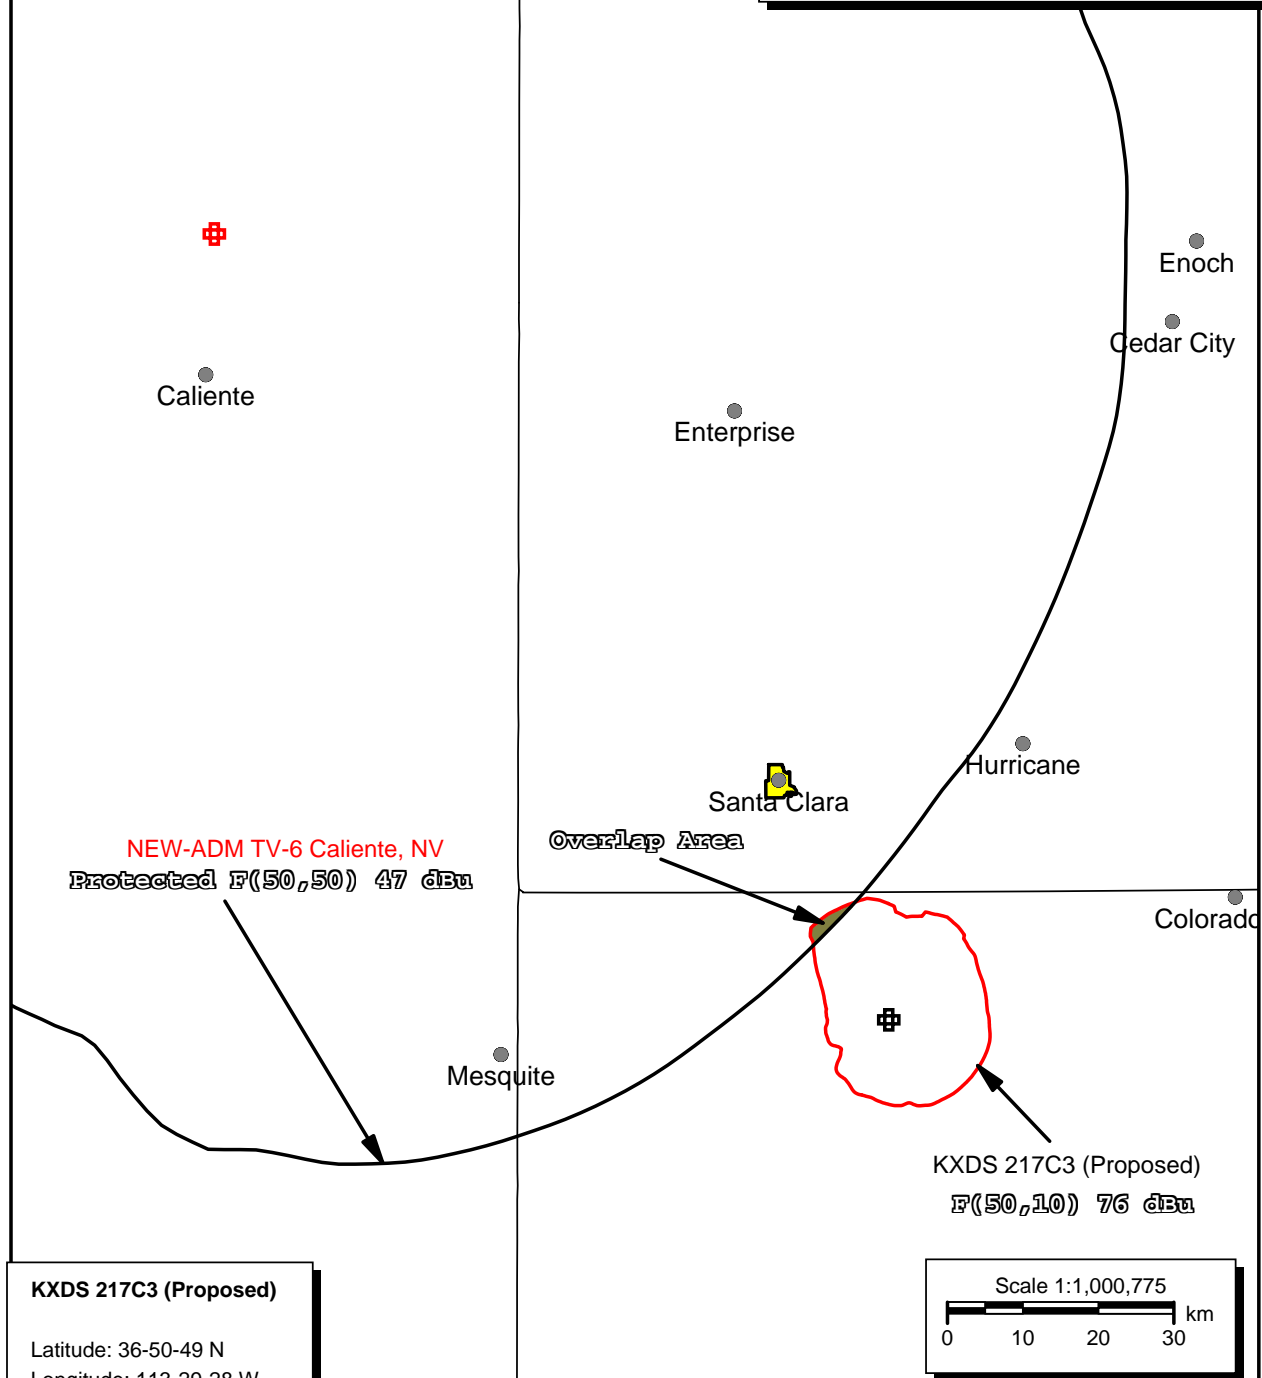 Enoch
Cedar City
Caliente
Enterprise
Hurricane
Santa Clara
Overlap Area
NEW-ADM TV-6 Caliente, NV
Protected F(50,50) 47 dBu
Colorado
Mesquite
KXDS 217C3 (Proposed)
F(50,10) 76 dBu
KXDS 217C3 (Proposed)
Latitude: 36-50-49 N
Scale 1:1,000,775
km
0 10 20 30